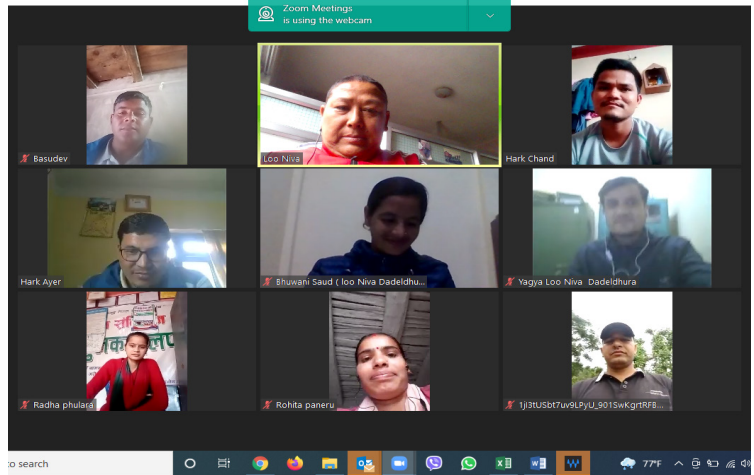 Zoom Meetings
is using the webcam
Basudev
Loo Niva
Hark Chand
Hark Ayer
Bhuwani Saud ( loo Niva Dadeldhu...
Yagya Loo Niva Dadeldhura
Radha phulara
Rohita paneru
to search
77°F